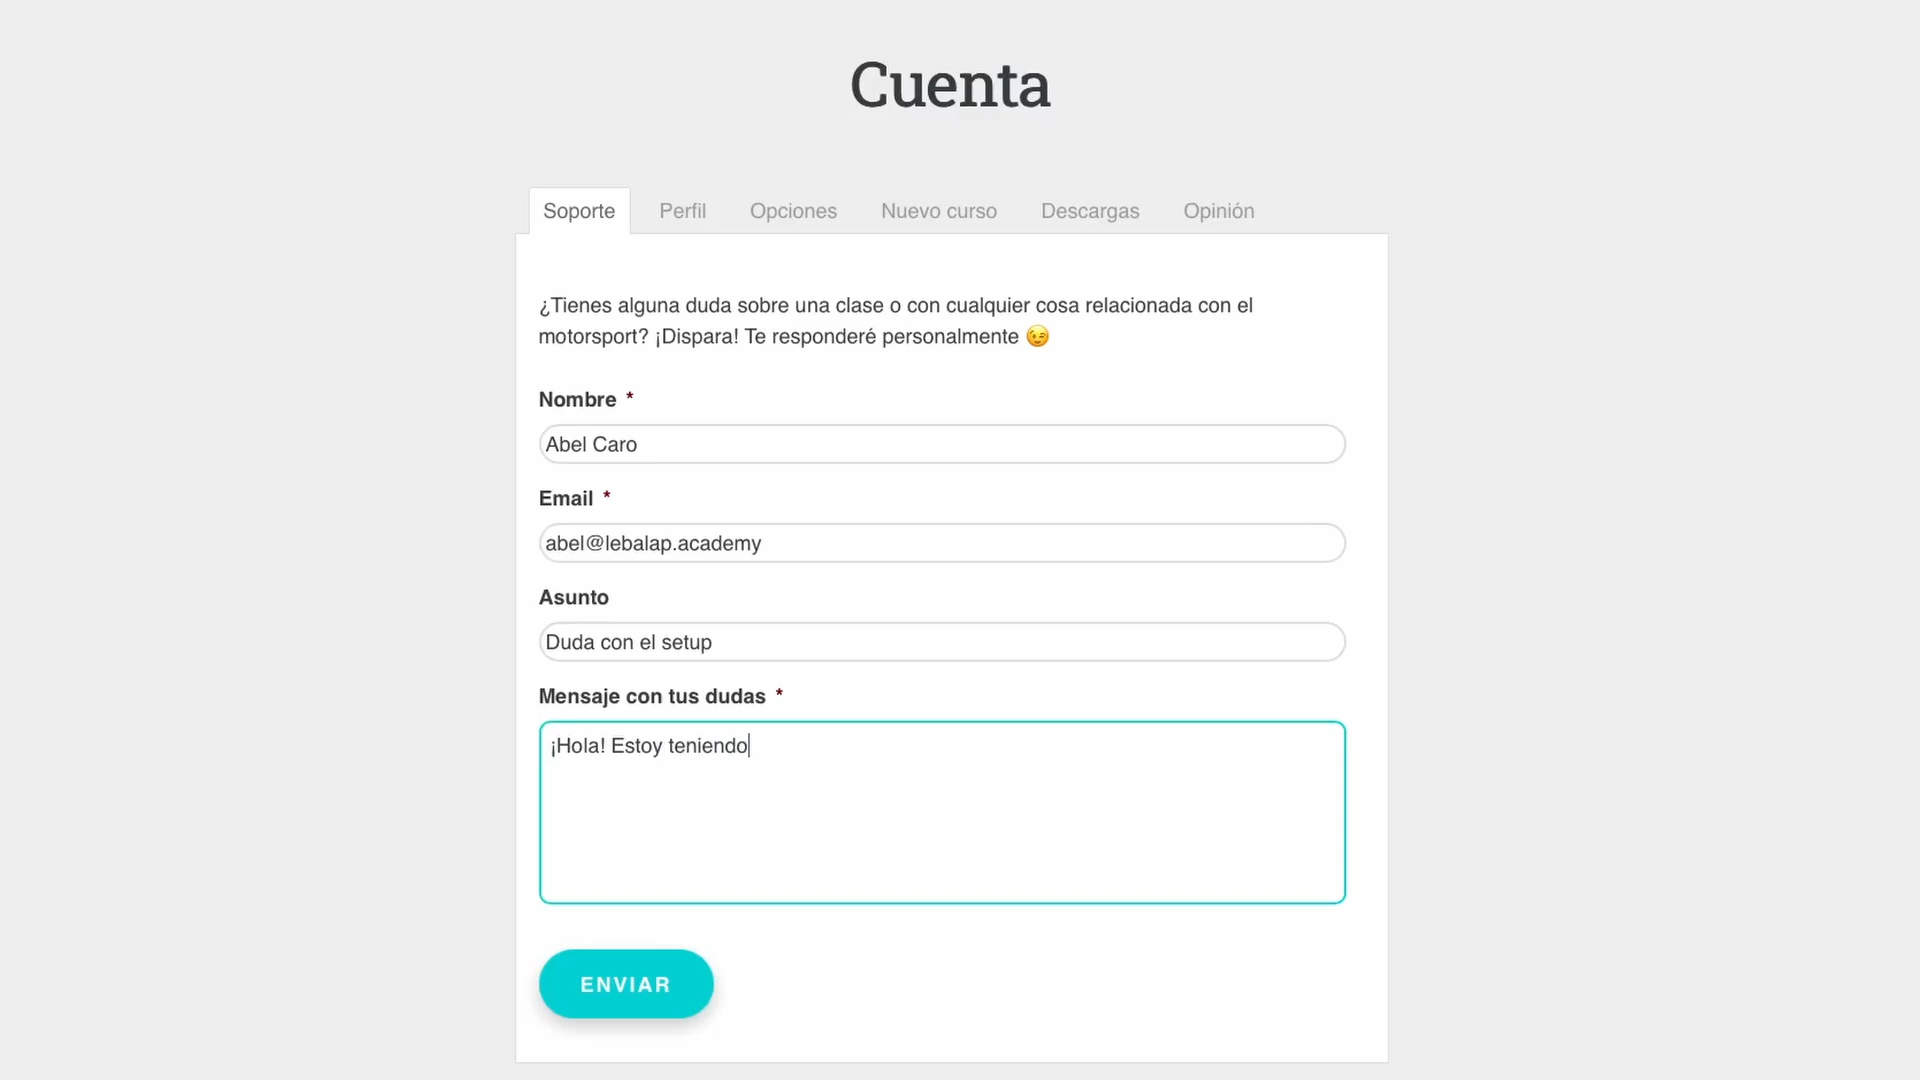 Cuenta
Soporte Perfil Opciones Nuevo curso Descargas Opinión
¿Tienes alguna duda sobre una clase o con cualquier cosa relacionada con el
motorsport? ¡Dispara! Te responderé personalmente 😉
Nombre *
Abel Caro
Email *
abel@lebalap.academy
Asunto
Duda con el setup
Mensaje con tus dudas *
¡Hola! Estoy teniendo
ENVIAR